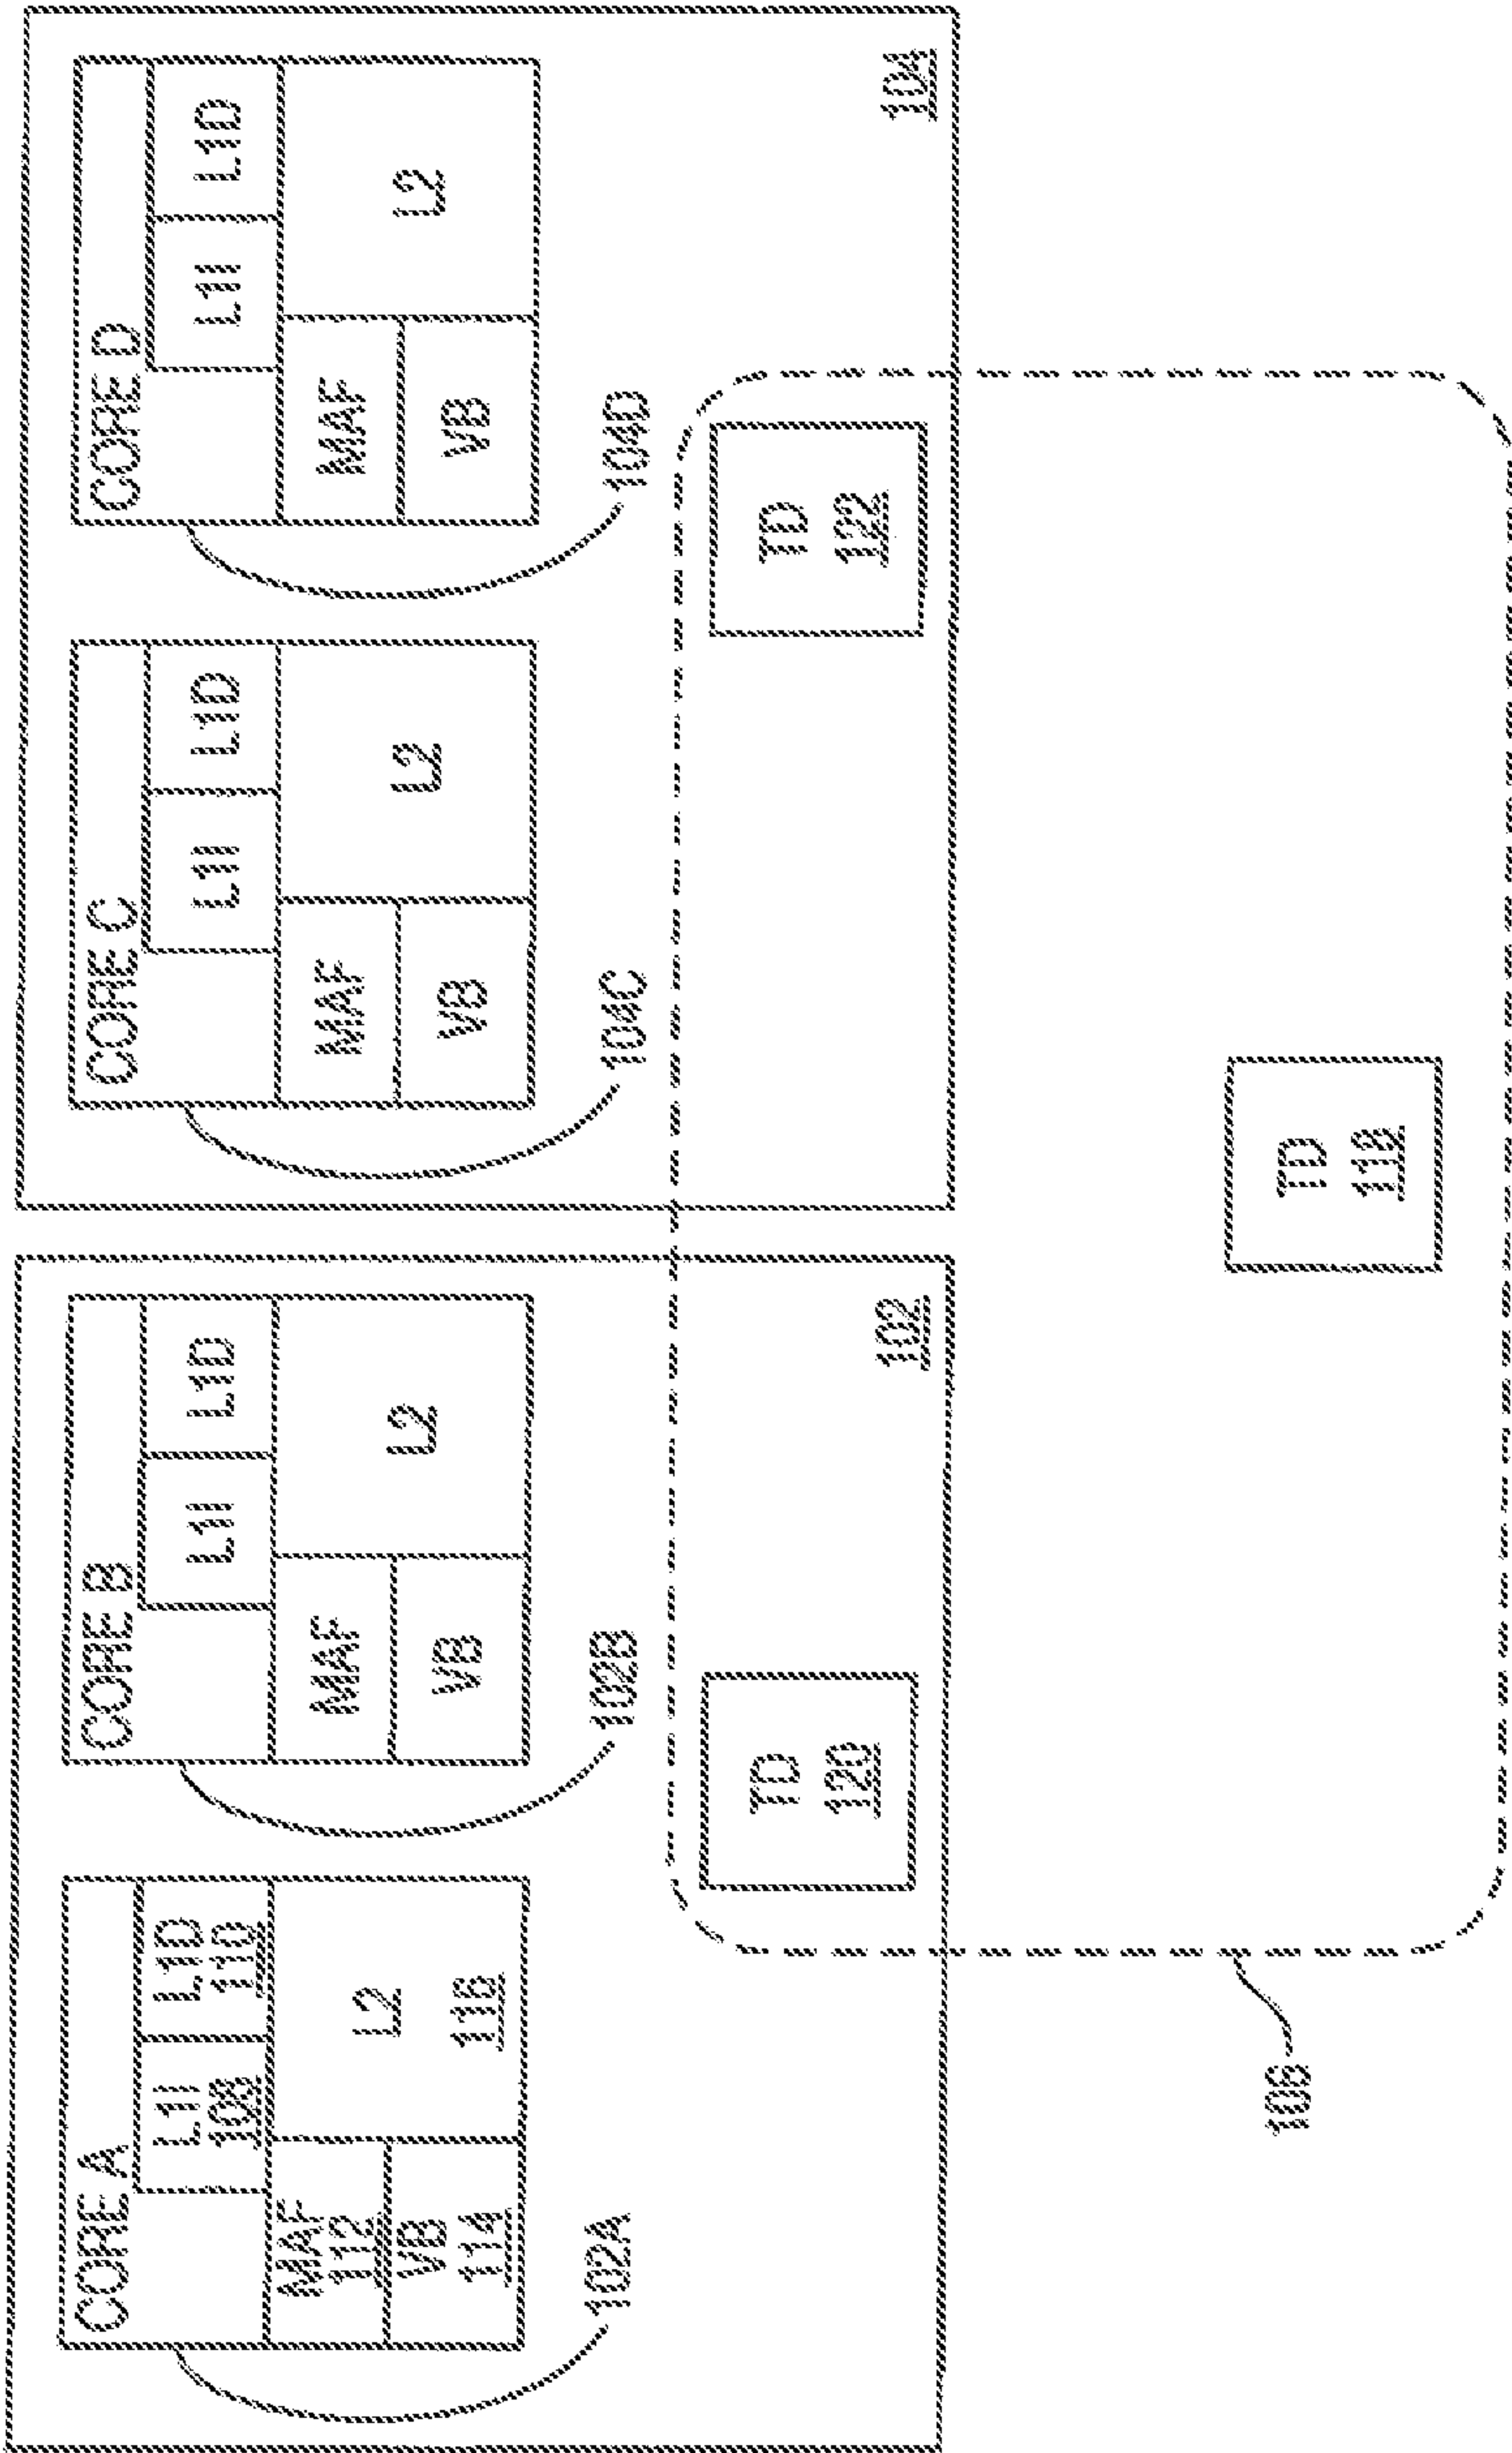 CORE A
L1I
108
L1D
110
MAF
112
VB
114
L2
116
102A
CORE B
L1I
L1D
MAF
VB
L2
102B
TD
120
102
CORE C
L1I
L1D
MAF
VB
L2
104C
CORE D
L1I
L1D
MAF
VB
L2
104D
TD
122
104
TD
118
106